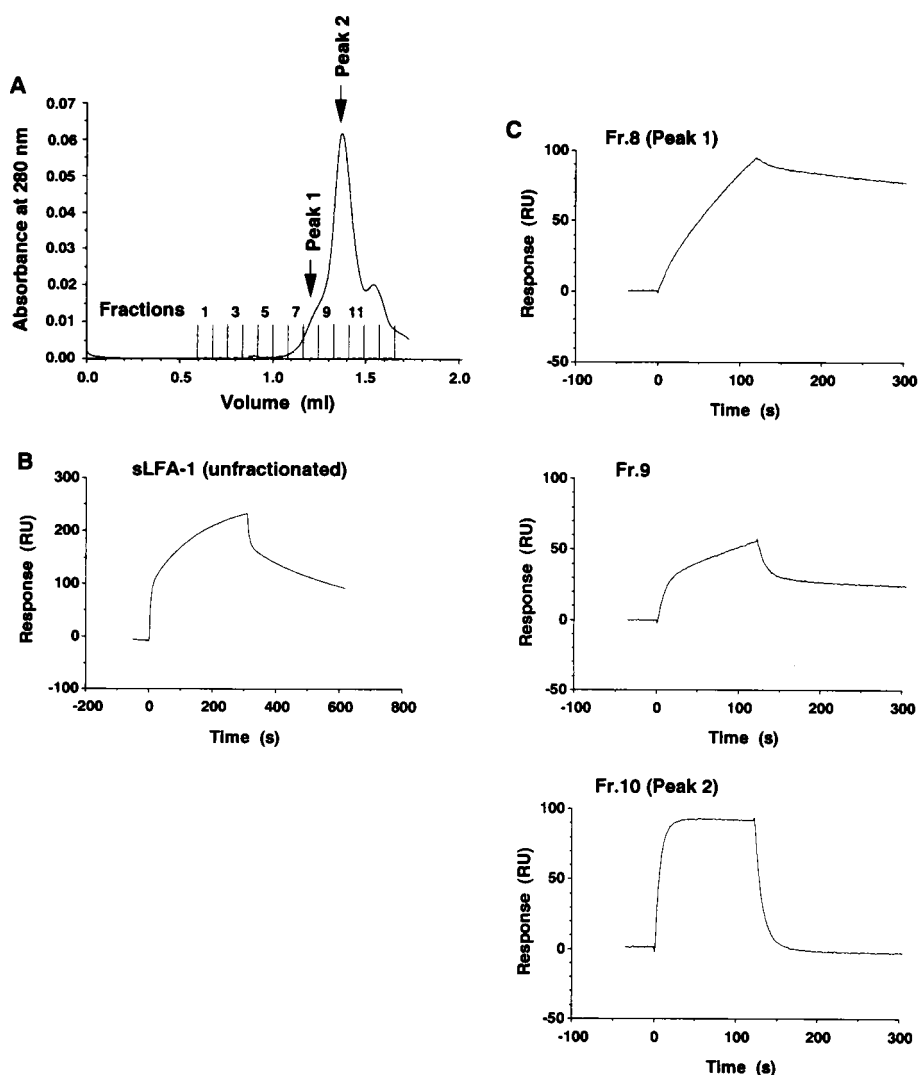 A
Peak 1
Peak 2
Absorbance at 280 nm
0.07
0.06
0.05
0.04
0.03
0.02
0.01
0.00
Fractions 1 3 5 7 9 11
0.0 0.5 1.0 1.5 2.0
Volume (ml)
B
sLFA-1 (unfractionated)
Response (RU)
300
200
100
0
-100
-200 0 200 400 600 800
Time (s)
C
Fr.8 (Peak 1)
Response (RU)
100
50
0
-50
-100 0 100 200 300
Time (s)
Fr.9
Response (RU)
100
50
0
-50
-100 0 100 200 300
Time (s)
Fr.10 (Peak 2)
Response (RU)
100
50
0
-50
-100 0 100 200 300
Time (s)